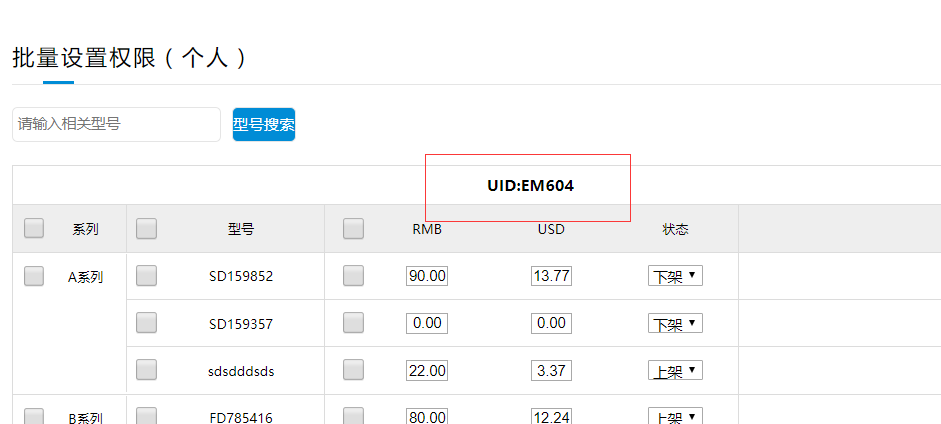 批量设置权限（个人）
请输入相关型号 型号搜索
UID:EM604
系列 型号 RMB USD 状态
A系列 SD159852 90.00 13.77 下架
SD159357 0.00 0.00 下架
sdsdddsds 22.00 3.37 上架
B系列 FD785416 80.00 12.24 上架